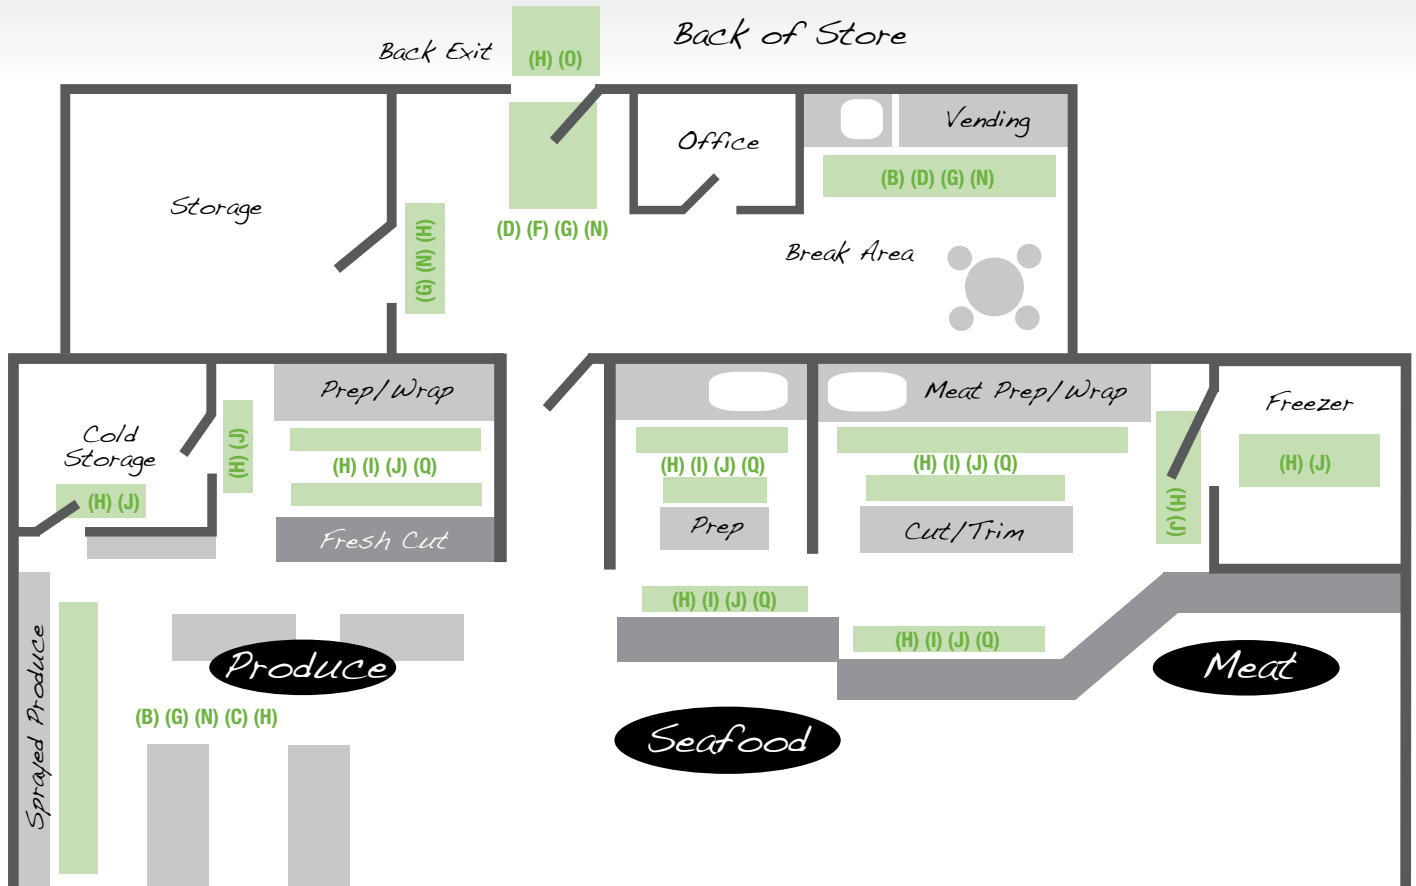 Back of Store
Back Exit
(H) (O)
Vending
Office
(B) (D) (G) (N)
Storage
(G) (N) (H)
(D) (F) (G) (N)
Break Area
Prep/Wrap
Meat Prep/Wrap
Freezer
Cold
Storage
(H) (J)
(H) (J)
(H) (I) (J) (Q)
(H) (I) (J) (Q)
(H) (I) (J) (Q)
(H) (J)
(H) (J)
Fresh Cut
Prep
Cut/Trim
(H) (I) (J) (Q)
(H) (I) (J) (Q)
Sprayed Produce
Produce
Meat
(B) (G) (N) (C) (H)
Seafood